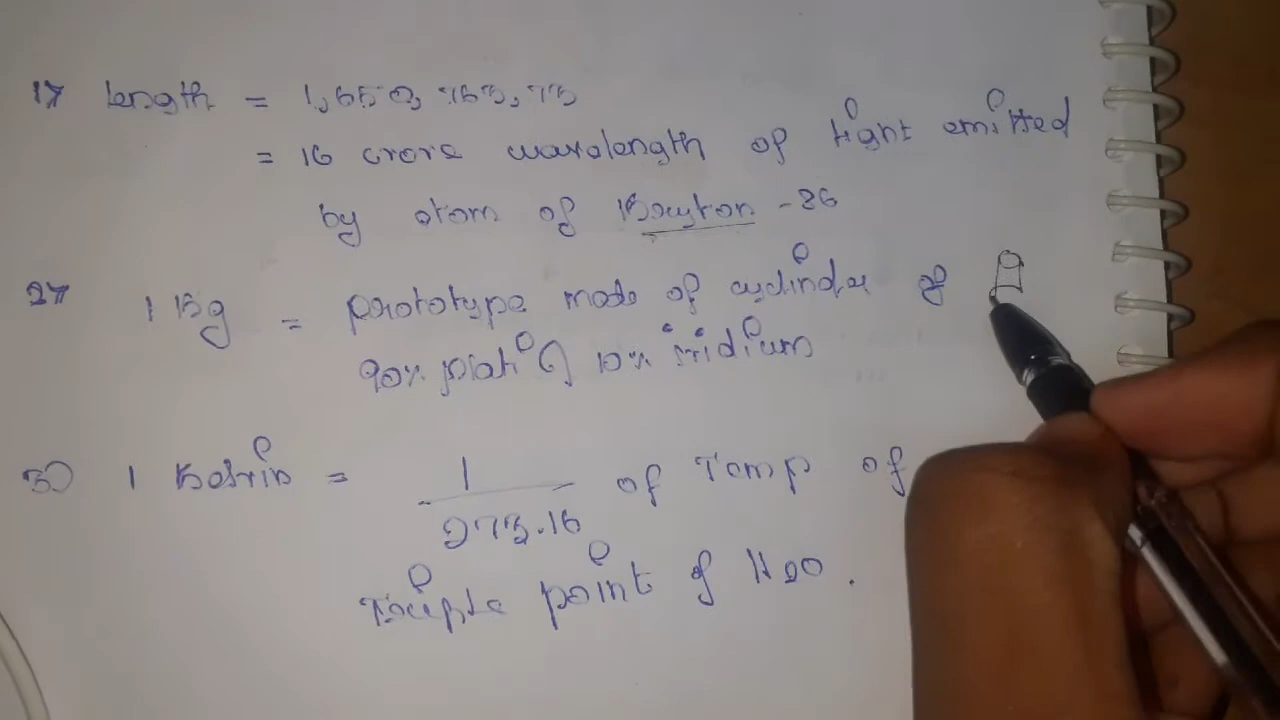 1) length = 1,650,763.73
= 16 crore wavelength of light emitted
by atom of Kryton - 86
2) 1 Kg = prototype made of cylinder of
90% plati & 10% iridium
3) 1 Kelvin = 1/273.16 of Temp of
Triple point of H2O.